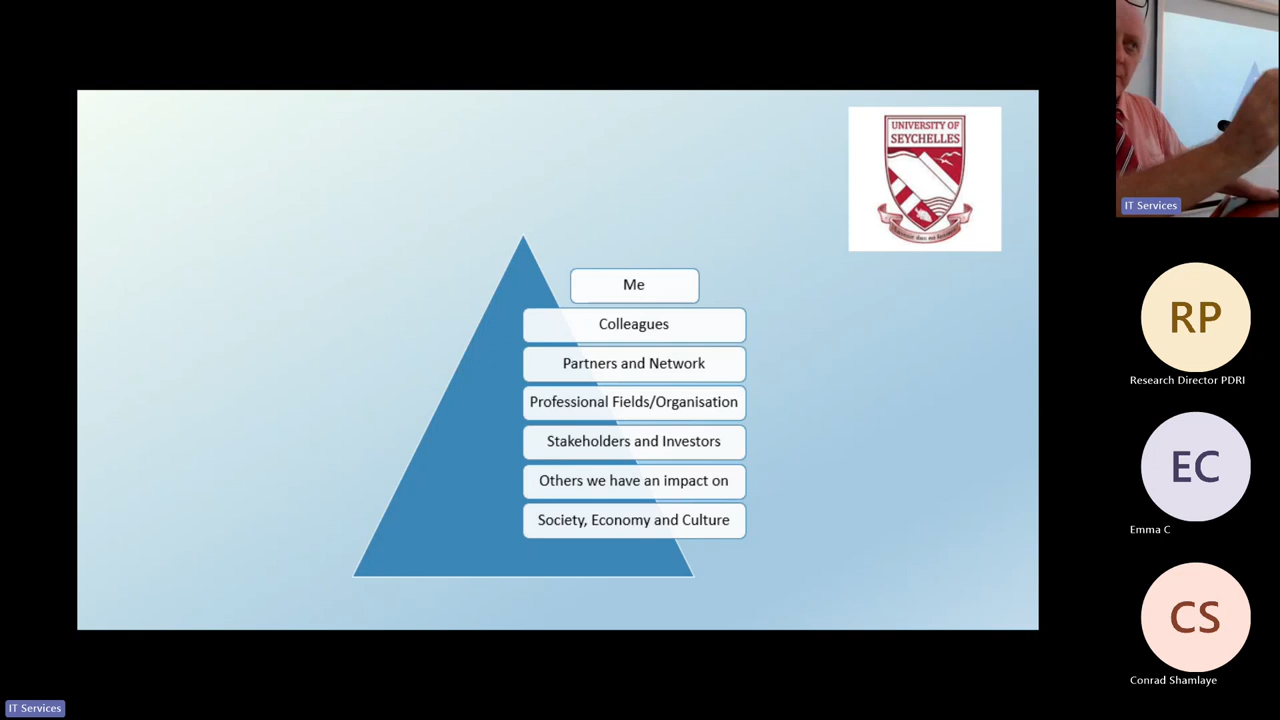 UNIVERSITY OF
SEYCHELLES
Me
Colleagues
Partners and Network
Professional Fields/Organisation
Stakeholders and Investors
Others we have an impact on
Society, Economy and Culture
IT Services
RP
Research Director PDRI
EC
Emma C
CS
Conrad Shamlaye
IT Services